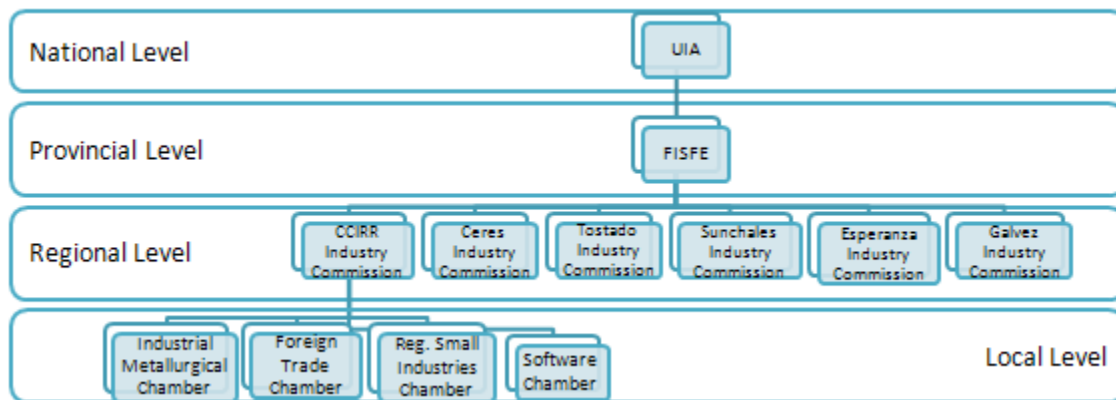 National Level
UIA
Provincial Level
FISFE
Regional Level
CCIRR
Industry
Commission
Ceres
Industry
Commission
Tostado
Industry
Commission
Sunchales
Industry
Commission
Esperanza
Industry
Commission
Galvez
Industry
Commission
Industrial
Metallurgical
Chamber
Foreign
Trade
Chamber
Reg. Small
Industries
Chamber
Software
Chamber
Local Level